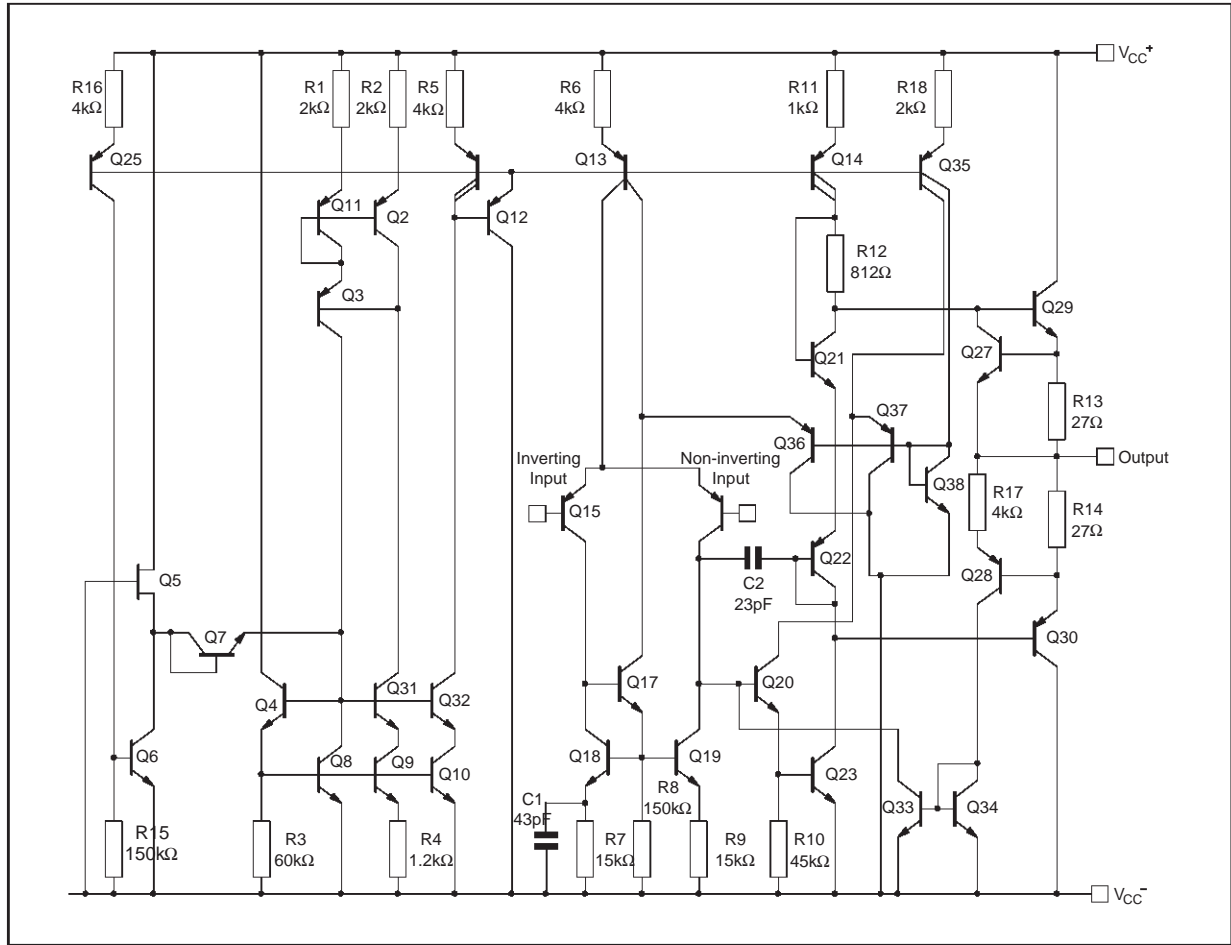 V_CC^+
R16
4kΩ
R1
2kΩ
R2
2kΩ
R5
4kΩ
R6
4kΩ
R11
1kΩ
R18
2kΩ
Q25
Q13
Q14
Q35
Q11
Q2
Q12
R12
812Ω
Q3
Q29
Q21
Q27
R13
27Ω
Q37
Q36
Inverting
Input
Non-inverting
Input
Output
Q38
R17
4kΩ
R14
27Ω
Q15
Q22
C2
23pF
Q28
Q5
Q7
Q30
Q4
Q31
Q32
Q17
Q20
Q6
Q8
Q9
Q10
Q18
Q19
Q23
C1
43pF
R8
150kΩ
Q33
Q34
R15
150kΩ
R3
60kΩ
R4
1.2kΩ
R7
15kΩ
R9
15kΩ
R10
45kΩ
V_CC^-